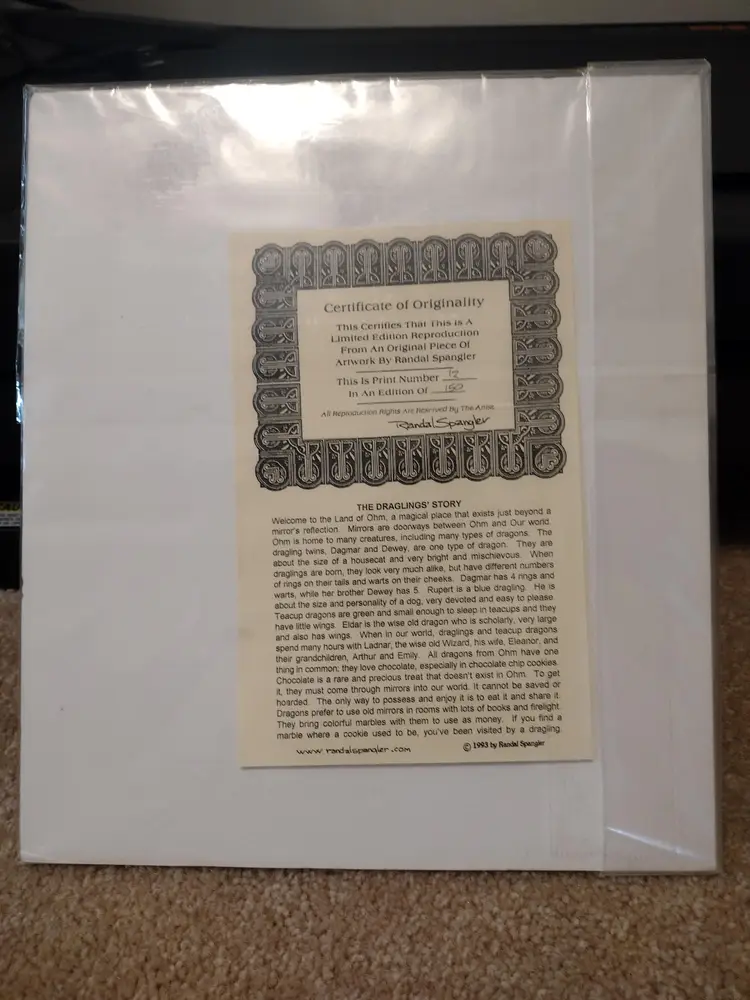 Certificate of Originality
This Certifies That This is A
Limited Edition Reproduction
From An Original Piece Of
Artwork By Randal Spangler
This Is Print Number 12
In An Edition Of 150
All Reproduction Rights Are Reserved By The Artist
Randal Spangler
THE DRAGLINGS' STORY
Welcome to the Land of Ohm, a magical place that exists just beyond a
mirror's reflection. Mirrors are doorways between Ohm and Our world.
Ohm is home to many creatures, including many types of dragons. The
dragling twins, Dagmar and Dewey, are one type of dragon. They are
about the size of a housecat and very bright and mischievous. When
draglings are born, they look very much alike, but have different numbers
of rings on their tails and warts on their cheeks. Dagmar has 4 rings and
warts, while her brother Dewey has 5. Rupert is a blue dragling. He is
about the size and personality of a dog, very devoted and easy to please.
Teacup dragons are green and small enough to sleep in teacups and they
have little wings. Eldar is the wise old dragon who is scholarly, very large
and also has wings. When in our world, draglings and teacup dragons
spend many hours with Ladnar, the wise old Wizard, his wife, Eleanor, and
their grandchildren, Arthur and Emily. All dragons from Ohm have one
thing in common; they love chocolate, especially in chocolate chip cookies.
Chocolate is a rare and precious treat that doesn't exist in Ohm. To get
it, they must come through mirrors into our world. It cannot be saved or
hoarded. The only way to possess and enjoy it is to eat it and share it.
Dragons prefer to use old mirrors in rooms with lots of books and firelight.
They bring colorful marbles with them to use as money. If you find a
marble where a cookie used to be, you've been visited by a dragling.
www.randalspangler.com
© 1993 by Randal Spangler